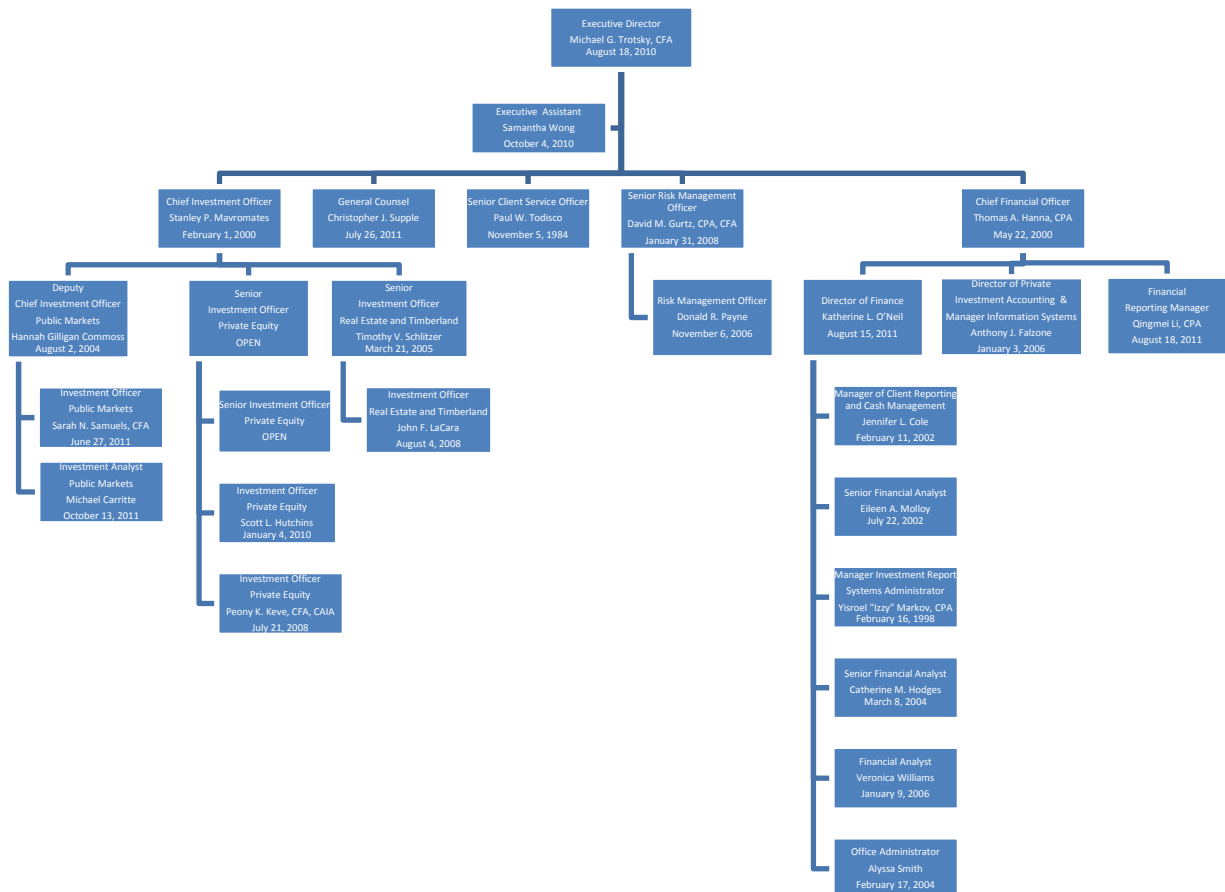 Executive Director
Michael G. Trotsky, CFA
August 18, 2010
Executive Assistant
Samantha Wong
October 4, 2010
Chief Investment Officer
Stanley P. Mavromates
February 1, 2000
General Counsel
Christopher J. Supple
July 26, 2011
Senior Client Service Officer
Paul W. Todisco
November 5, 1984
Senior Risk Management
Officer
David M. Gurtz, CPA, CFA
January 31, 2008
Chief Financial Officer
Thomas A. Hanna, CPA
May 22, 2000
Deputy
Chief Investment Officer
Public Markets
Hannah Gilligan Commoss
August 2, 2004
Senior
Investment Officer
Private Equity
OPEN
Senior
Investment Officer
Real Estate and Timberland
Timothy V. Schlitzer
March 21, 2005
Risk Management Officer
Donald R. Payne
November 6, 2006
Director of Finance
Katherine L. O’Neil
August 15, 2011
Director of Private
Investment Accounting &
Manager Information Systems
Anthony J. Falzone
January 3, 2006
Financial
Reporting Manager
Qingmei Li, CPA
August 18, 2011
Investment Officer
Public Markets
Sarah N. Samuels, CFA
June 27, 2011
Senior Investment Officer
Private Equity
OPEN
Investment Officer
Real Estate and Timberland
John F. LaCara
August 4, 2008
Manager of Client Reporting
and Cash Management
Jennifer L. Cole
February 11, 2002
Investment Analyst
Public Markets
Michael Carritte
October 13, 2011
Investment Officer
Private Equity
Scott L. Hutchins
January 4, 2010
Senior Financial Analyst
Eileen A. Molloy
July 22, 2002
Investment Officer
Private Equity
Peony K. Keve, CFA, CAIA
July 21, 2008
Manager Investment Report
Systems Administrator
Yisroel "Izzy" Markov, CPA
February 16, 1998
Senior Financial Analyst
Catherine M. Hodges
March 8, 2004
Financial Analyst
Veronica Williams
January 9, 2006
Office Administrator
Alyssa Smith
February 17, 2004